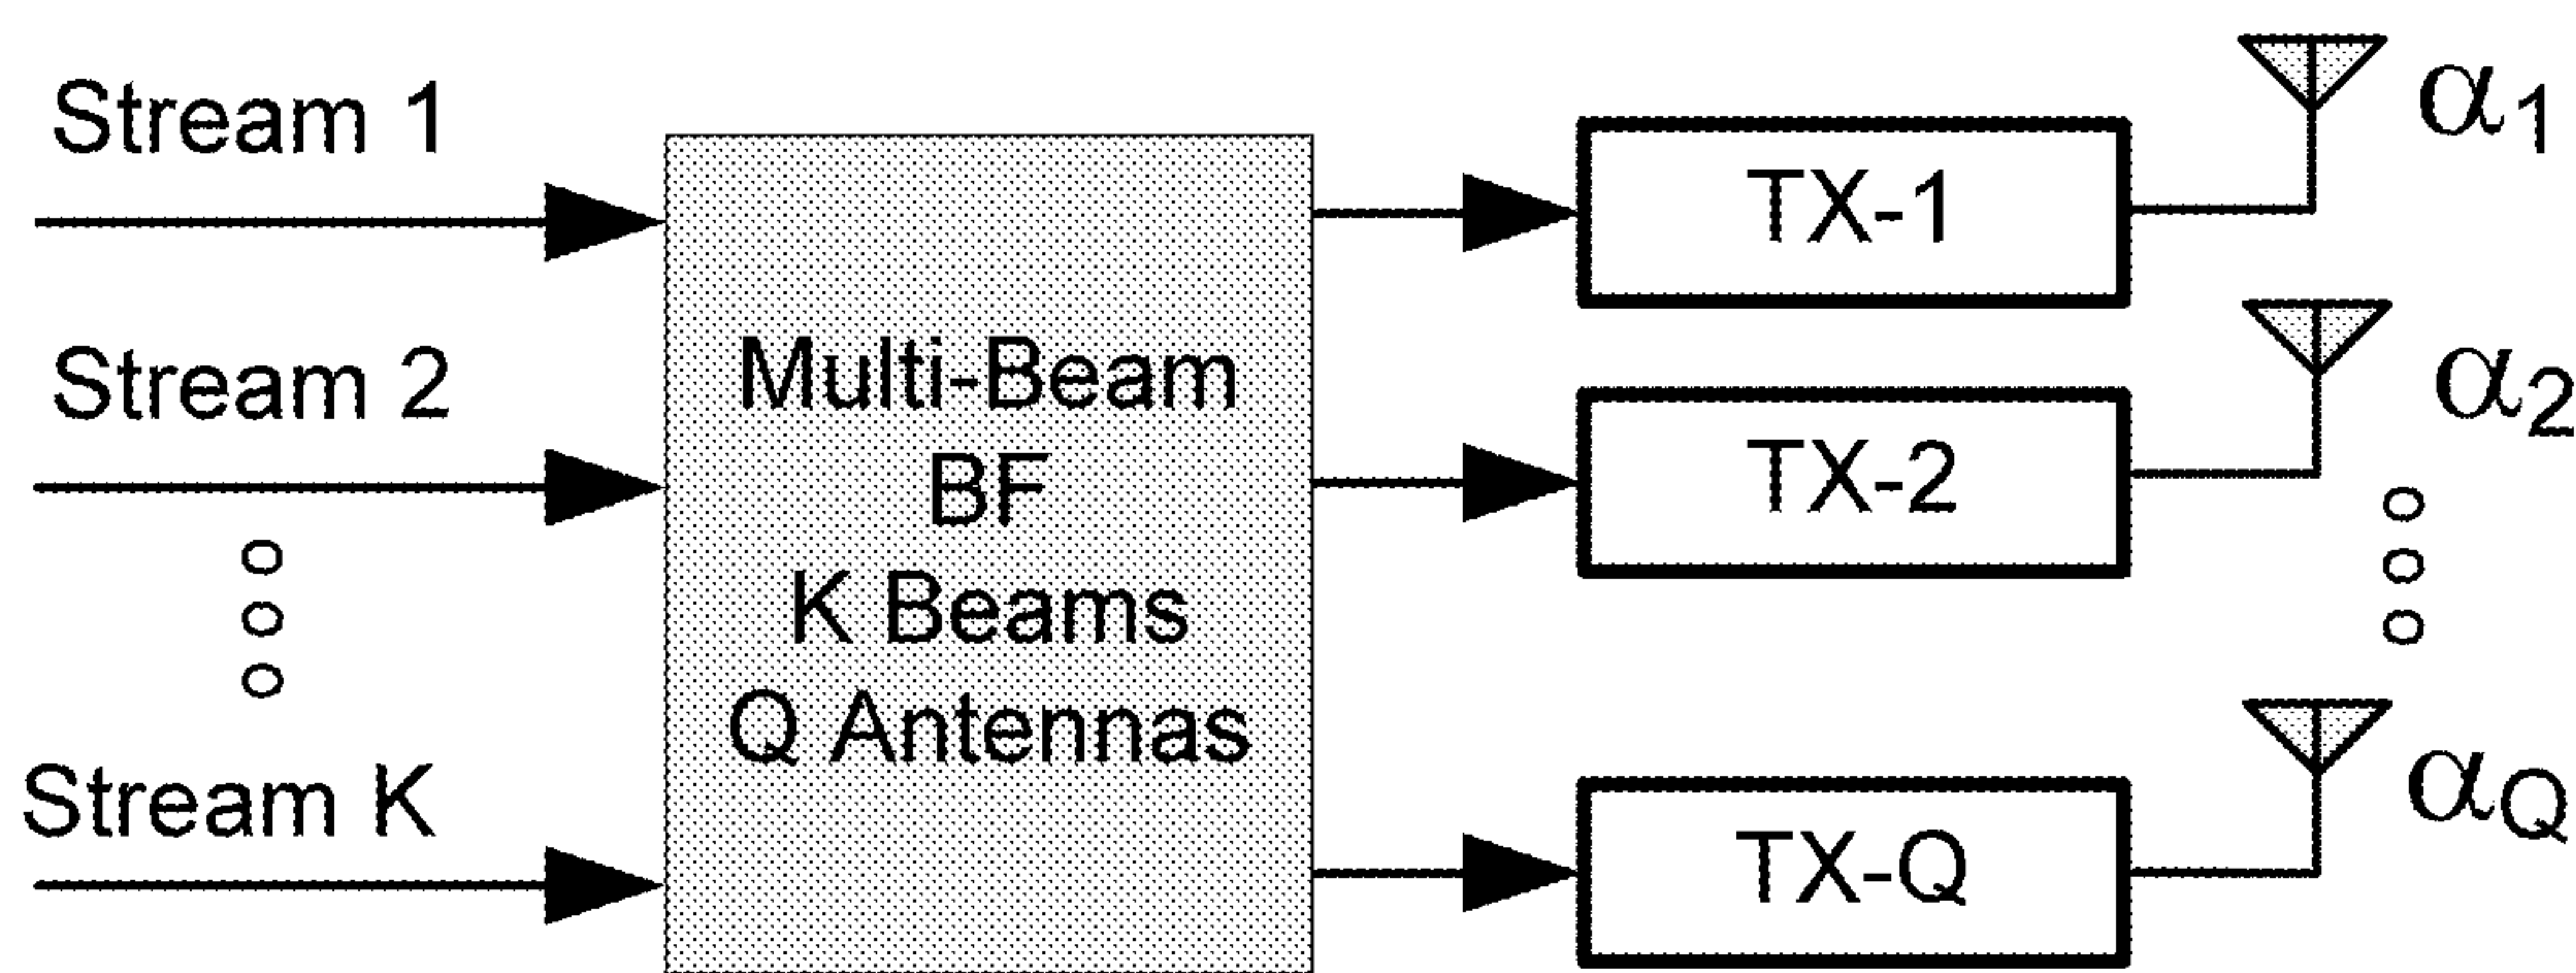 Stream 1
Stream 2
Stream K
Multi-Beam
BF
K Beams
Q Antennas
TX-1
TX-2
TX-Q
α1
α2
αQ